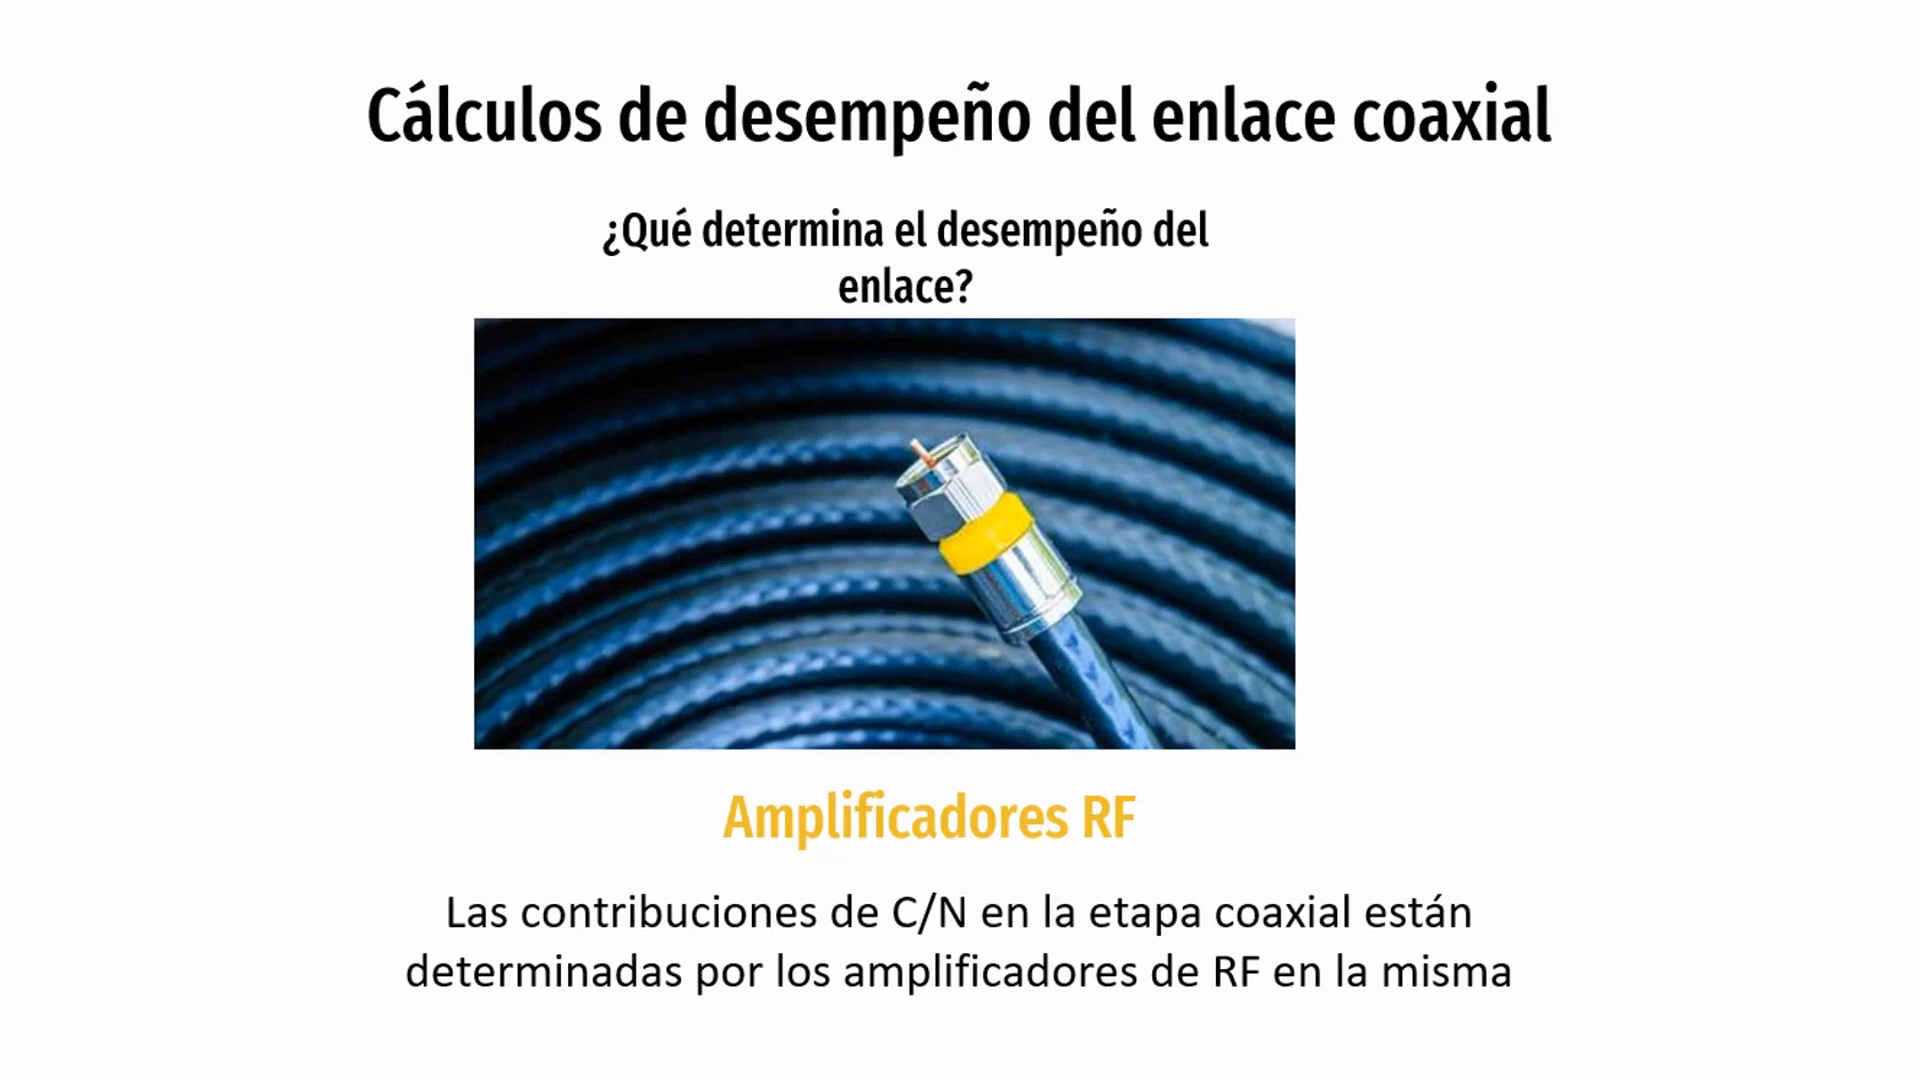 Cálculos de desempeño del enlace coaxial
¿Qué determina el desempeño del
enlace?
Amplificadores RF
Las contribuciones de C/N en la etapa coaxial están
determinadas por los amplificadores de RF en la misma